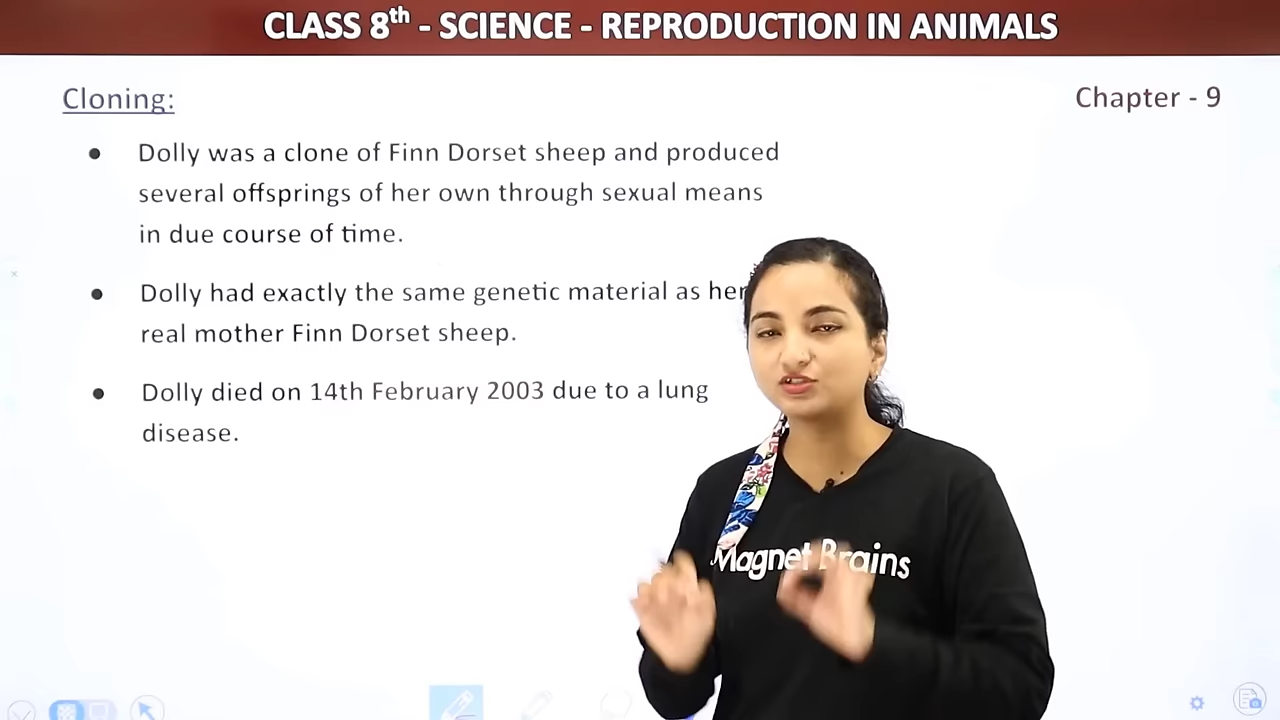 CLASS 8th - SCIENCE - REPRODUCTION IN ANIMALS
Cloning:
Chapter - 9
● Dolly was a clone of Finn Dorset sheep and produced
several offsprings of her own through sexual means
in due course of time.
● Dolly had exactly the same genetic material as her
real mother Finn Dorset sheep.
● Dolly died on 14th February 2003 due to a lung
disease.
Magnet Brains